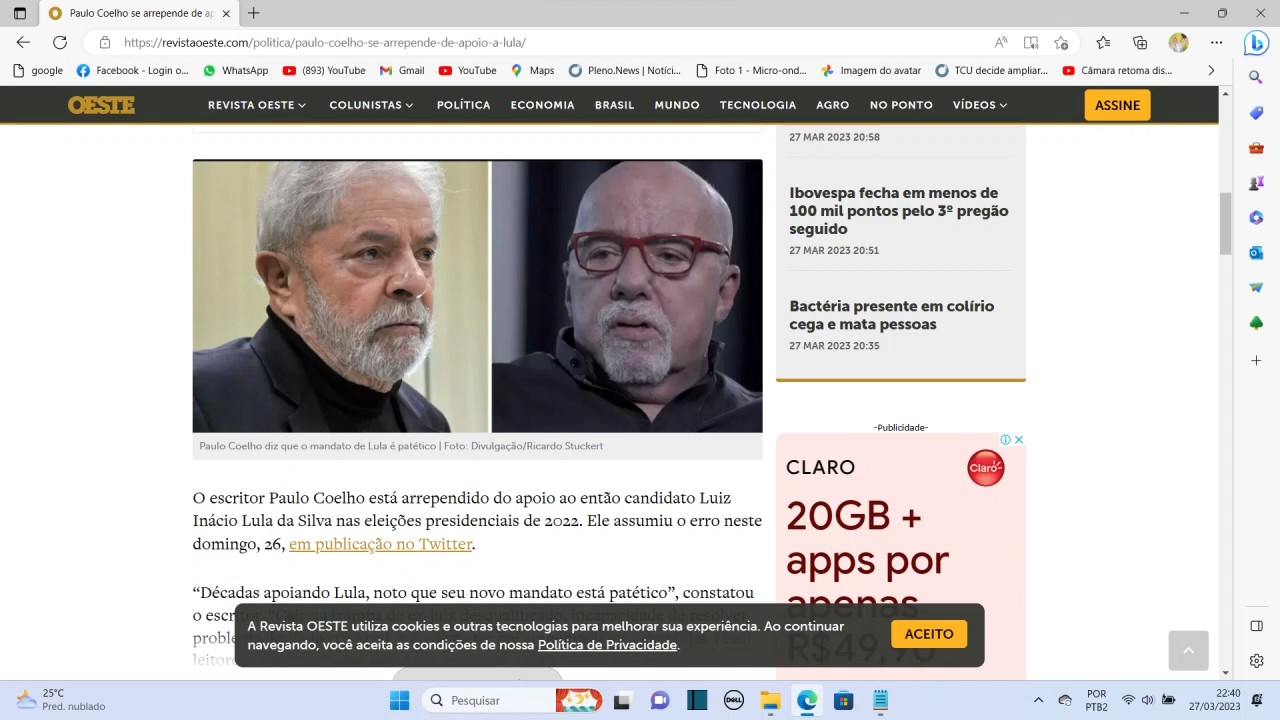 Paulo Coelho se arrepende de ap
https://revistaoeste.com/politica/paulo-coelho-se-arrepende-de-apoio-a-lula/
google
Facebook - Login o...
WhatsApp
(893) YouTube
Gmail
YouTube
Maps
Pleno.News | Notíci...
Foto 1 - Micro-ond...
Imagem do avatar
TCU decide ampliar...
Câmara retoma dis...
OESTE
REVISTA OESTE
COLUNISTAS
POLÍTICA
ECONOMIA
BRASIL
MUNDO
TECNOLOGIA
AGRO
NO PONTO
VÍDEOS
ASSINE
Paulo Coelho diz que o mandato de Lula é patético | Foto: Divulgação/Ricardo Stuckert
O escritor Paulo Coelho está arrependido do apoio ao então candidato Luiz
Inácio Lula da Silva nas eleições presidenciais de 2022. Ele assumiu o erro neste
domingo, 26, em publicação no Twitter.
“Décadas apoiando Lula, noto que seu novo mandato está patético”, constatou
27 MAR 2023 20:58
Ibovespa fecha em menos de
100 mil pontos pelo 3º pregão
seguido
27 MAR 2023 20:51
Bactéria presente em colírio
cega e mata pessoas
27 MAR 2023 20:35
-Publicidade-
CLARO
Claro
20GB +
apps por
apenas
R$49,90
A Revista OESTE utiliza cookies e outras tecnologias para melhorar sua experiência. Ao continuar
navegando, você aceita as condições de nossa Política de Privacidade.
ACEITO
25°C
Pred. nublado
Pesquisar
DELL
POR
PTB2
22:40
27/03/2023